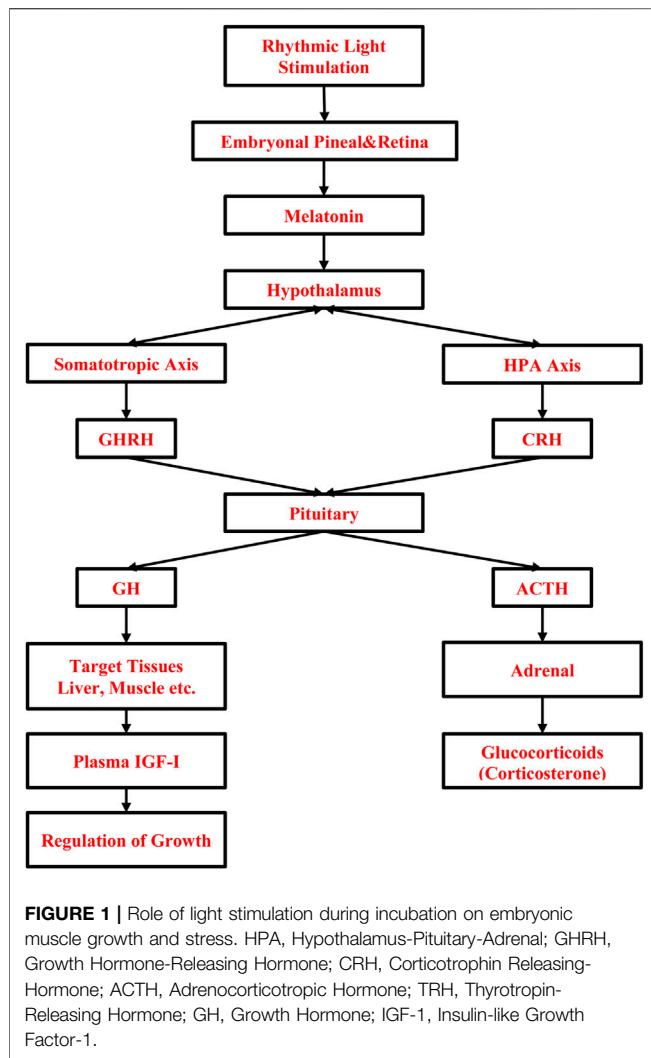 Rhythmic Light
Stimulation
Embryonal Pineal&Retina
Melatonin
Hypothalamus
Somatotropic Axis
HPA Axis
GHRH
CRH
Pituitary
GH
ACTH
Target Tissues
Liver, Muscle etc.
Adrenal
Plasma IGF-I
Glucocorticoids
(Corticosterone)
Regulation of Growth
FIGURE 1 | Role of light stimulation during incubation on embryonic
muscle growth and stress. HPA, Hypothalamus-Pituitary-Adrenal; GHRH,
Growth Hormone-Releasing Hormone; CRH, Corticotrophin Releasing-
Hormone; ACTH, Adrenocorticotropic Hormone; TRH, Thyrotropin-
Releasing Hormone; GH, Growth Hormone; IGF-1, Insulin-like Growth
Factor-1.